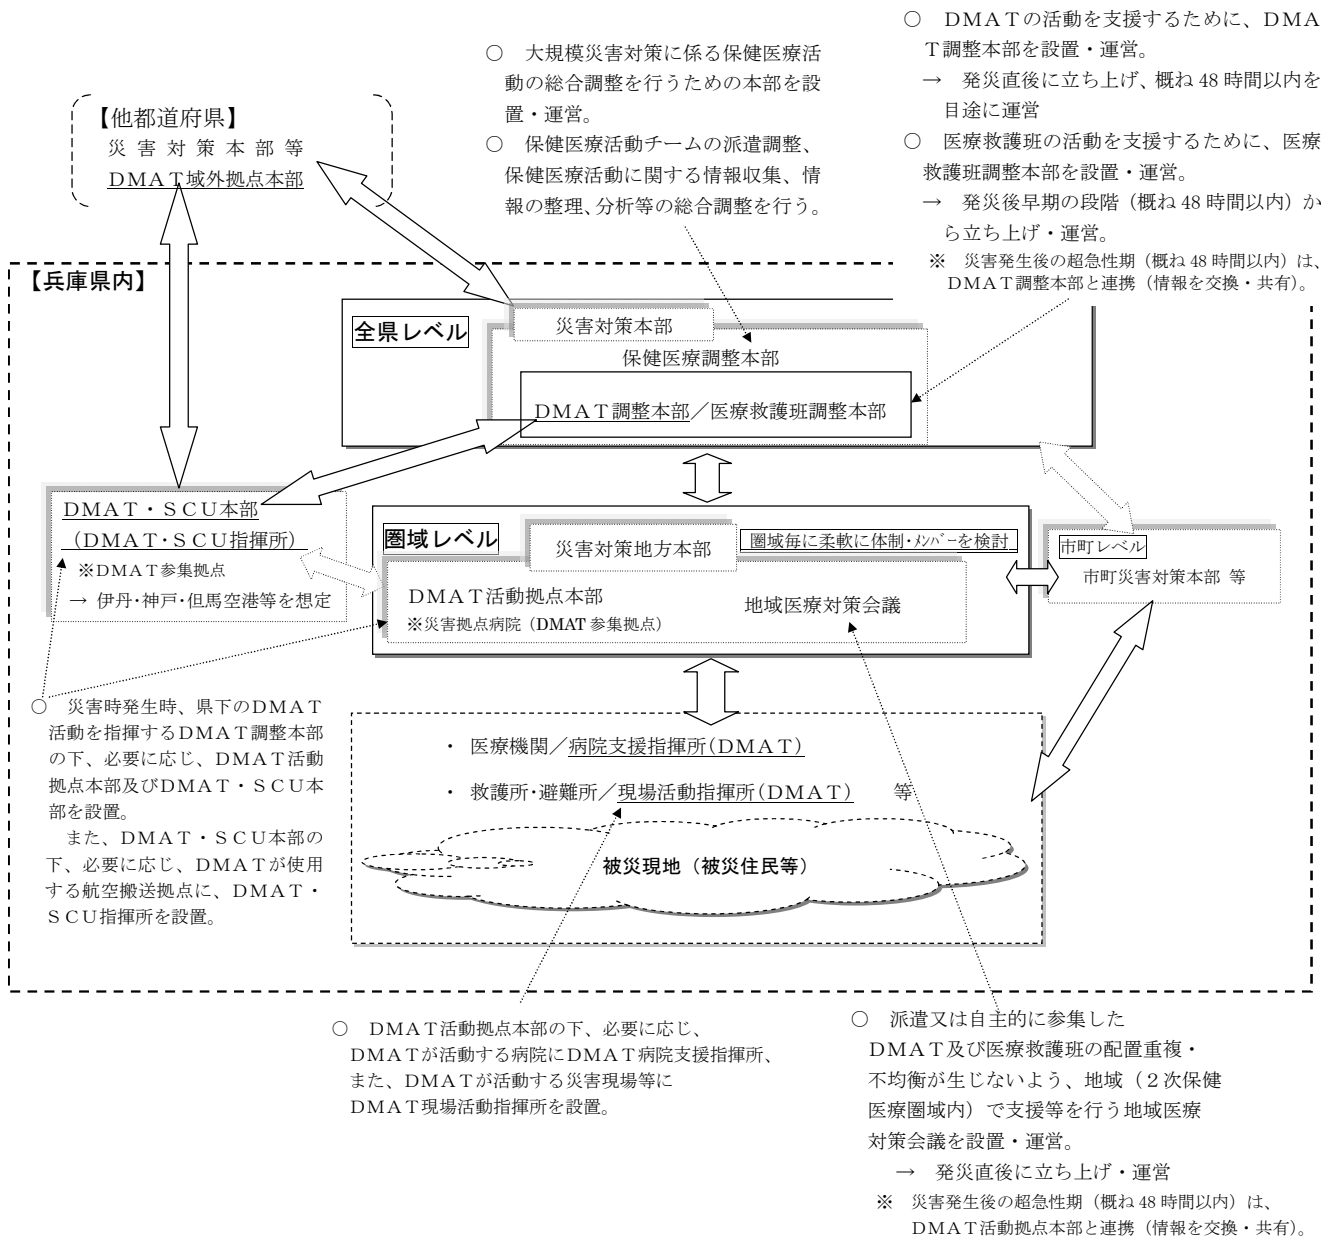 ○　ＤＭＡＴの活動を支援するために、ＤＭＡ
Ｔ調整本部を設置・運営。
→　発災直後に立ち上げ、概ね 48 時間以内を
目途に運営
○　医療救護班の活動を支援するために、医療
救護班調整本部を設置・運営。
→　発災後早期の段階（概ね 48 時間以内）か
ら立ち上げ・運営。
※　災害発生後の超急性期（概ね 48 時間以内）は、
ＤＭＡＴ調整本部と連携（情報を交換・共有）。
○　大規模災害対策に係る保健医療活
動の総合調整を行うための本部を設
置・運営。
○　保健医療活動チームの派遣調整、
保健医療活動に関する情報収集、情
報の整理、分析等の総合調整を行う。
【他都道府県】
災 害 対 策 本 部 等
ＤＭＡＴ域外拠点本部
【兵庫県内】
全県レベル
災害対策本部
保健医療調整本部
ＤＭＡＴ調整本部／医療救護班調整本部
ＤＭＡＴ・ＳＣＵ本部
（ＤＭＡＴ・ＳＣＵ指揮所）
※ＤＭＡＴ参集拠点
→ 伊丹・神戸・但馬空港等を想定
圏域レベル
災害対策地方本部
圏域毎に柔軟に体制・ﾒﾝﾊﾞｰを検討
ＤＭＡＴ活動拠点本部
※災害拠点病院（DMAT 参集拠点）
地域医療対策会議
市町レベル
市町災害対策本部 等
○　災害時発生時、県下のＤＭＡＴ
活動を指揮するＤＭＡＴ調整本部
の下、必要に応じ、ＤＭＡＴ活動
拠点本部及びＤＭＡＴ・ＳＣＵ本
部を設置。
また、ＤＭＡＴ・ＳＣＵ本部の
下、必要に応じ、ＤＭＡＴが使用
する航空搬送拠点に、ＤＭＡＴ・
ＳＣＵ指揮所を設置。
・ 医療機関／病院支援指揮所（ＤＭＡＴ）
・ 救護所・避難所／現場活動指揮所（ＤＭＡＴ）　　等
被災現地（被災住民等）
○　ＤＭＡＴ活動拠点本部の下、必要に応じ、
ＤＭＡＴが活動する病院にＤＭＡＴ病院支援指揮所、
また、ＤＭＡＴが活動する災害現場等に
ＤＭＡＴ現場活動指揮所を設置。
○　派遣又は自主的に参集した
ＤＭＡＴ及び医療救護班の配置重複・
不均衡が生じないよう、地域（２次保健
医療圏域内）で支援等を行う地域医療
対策会議を設置・運営。
→　発災直後に立ち上げ・運営
※　災害発生後の超急性期（概ね 48 時間以内）は、
ＤＭＡＴ活動拠点本部と連携（情報を交換・共有）。